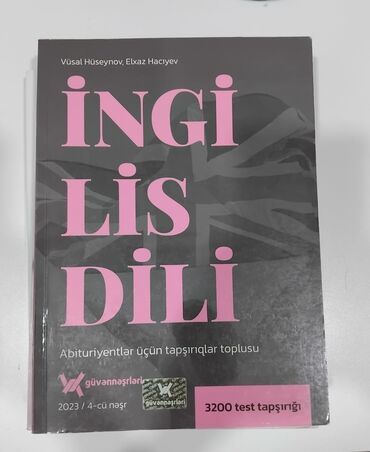 Vüsal Hüseynov, Elxaz Hacıyev
İNGİ
LİS
DİLİ
Abituriyentlər üçün tapşırıqlar toplusu
güvənnəşrləri
2023 / 4-cü nəşr
güvənnəşrləri
3200 test tapşırığı